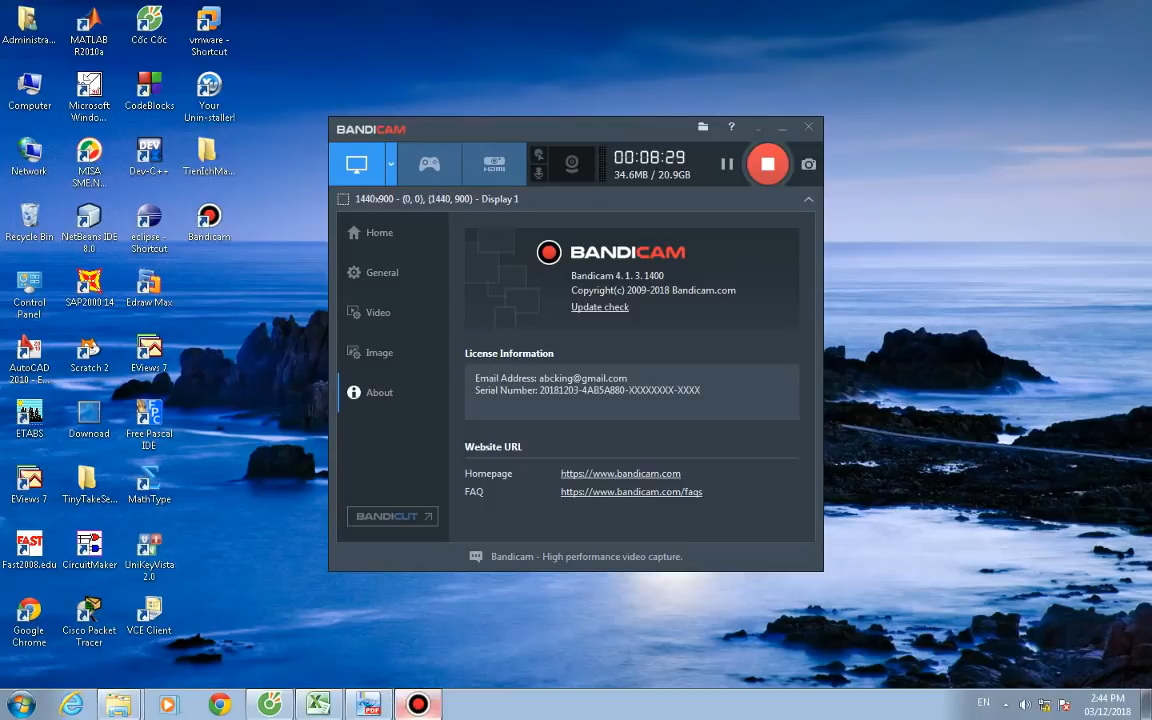 Administra...
MATLAB
R2010a
Cốc Cốc
vmware -
Shortcut
Computer
Microsoft
Windo...
CodeBlocks
Your
Unin-staller!
Network
MISA
SME.N...
Dev-C++
TienIchMa...
Recycle Bin
NetBeans IDE
8.0
eclipse -
Shortcut
Bandicam
Control
Panel
SAP2000 14
Edraw Max
AutoCAD
2010 - E...
Scratch 2
EViews 7
ETABS
Downoad
Free Pascal
IDE
EViews 7
TinyTakeSe...
MathType
Fast2008.edu
CircuitMaker
UniKeyVista
2.0
Google
Chrome
Cisco Packet
Tracer
VCE Client
BANDICAM
?
HDMI
00:08:29
34.6MB / 20.9GB
1440x900 - (0, 0), (1440, 900) - Display 1
Home
General
Video
Image
About
BANDICUT
BANDICAM
Bandicam 4. 1. 3. 1400
Copyright(c) 2009-2018 Bandicam.com
Update check
License Information
Email Address: abcking@gmail.com
Serial Number: 20181203-4AB5A880-XXXXXXXX-XXXX
Website URL
Homepage https://www.bandicam.com
FAQ https://www.bandicam.com/faqs
Bandicam - High performance video capture.
EN
2:44 PM
03/12/2018